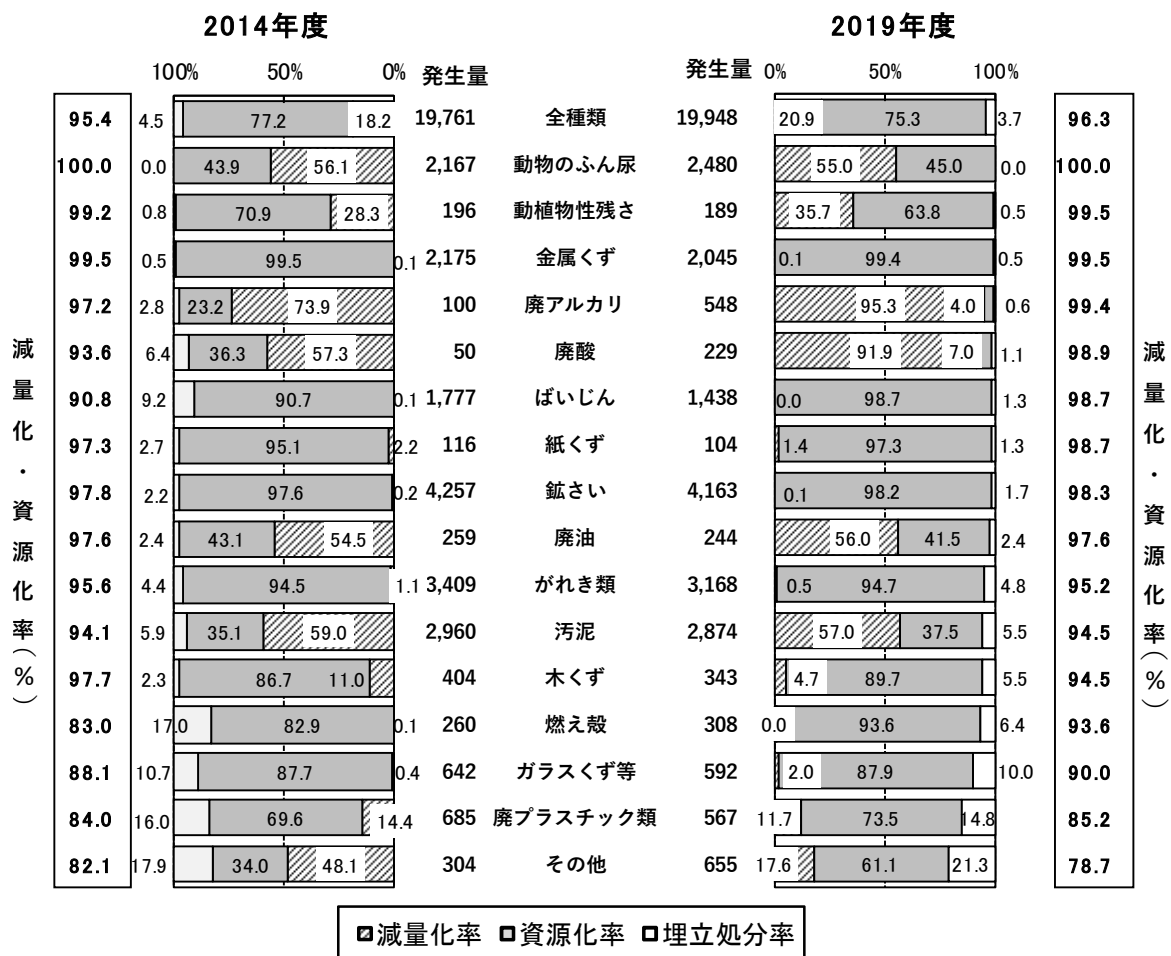 2014年度 2019年度
100% 50% 0% 発生量 発生量 0% 50% 100%
95.4 4.5 77.2 18.2 19,761 全種類 19,948 20.9 75.3 3.7 96.3
100.0 0.0 43.9 56.1 2,167 動物のふん尿 2,480 55.0 45.0 0.0 100.0
99.2 0.8 70.9 28.3 196 動植物性残さ 189 35.7 63.8 0.5 99.5
99.5 0.5 99.5 0.1 2,175 金属くず 2,045 0.1 99.4 0.5 99.5
97.2 2.8 23.2 73.9 100 廃アルカリ 548 95.3 4.0 0.6 99.4
93.6 6.4 36.3 57.3 50 廃酸 229 91.9 7.0 1.1 98.9
90.8 9.2 90.7 0.1 1,777 ばいじん 1,438 0.0 98.7 1.3 98.7
97.3 2.7 95.1 2.2 116 紙くず 104 1.4 97.3 1.3 98.7
97.8 2.2 97.6 0.2 4,257 鉱さい 4,163 0.1 98.2 1.7 98.3
97.6 2.4 43.1 54.5 259 廃油 244 56.0 41.5 2.4 97.6
95.6 4.4 94.5 1.1 3,409 がれき類 3,168 0.5 94.7 4.8 95.2
94.1 5.9 35.1 59.0 2,960 汚泥 2,874 57.0 37.5 5.5 94.5
97.7 2.3 86.7 11.0 404 木くず 343 4.7 89.7 5.5 94.5
83.0 17.0 82.9 0.1 260 燃え殻 308 0.0 93.6 6.4 93.6
88.1 10.7 87.7 0.4 642 ガラスくず等 592 2.0 87.9 10.0 90.0
84.0 16.0 69.6 14.4 685 廃プラスチック類 567 11.7 73.5 14.8 85.2
82.1 17.9 34.0 48.1 304 その他 655 17.6 61.1 21.3 78.7
減量化・資源化率(%)
減量化・資源化率(%)
減量化率 資源化率 埋立処分率